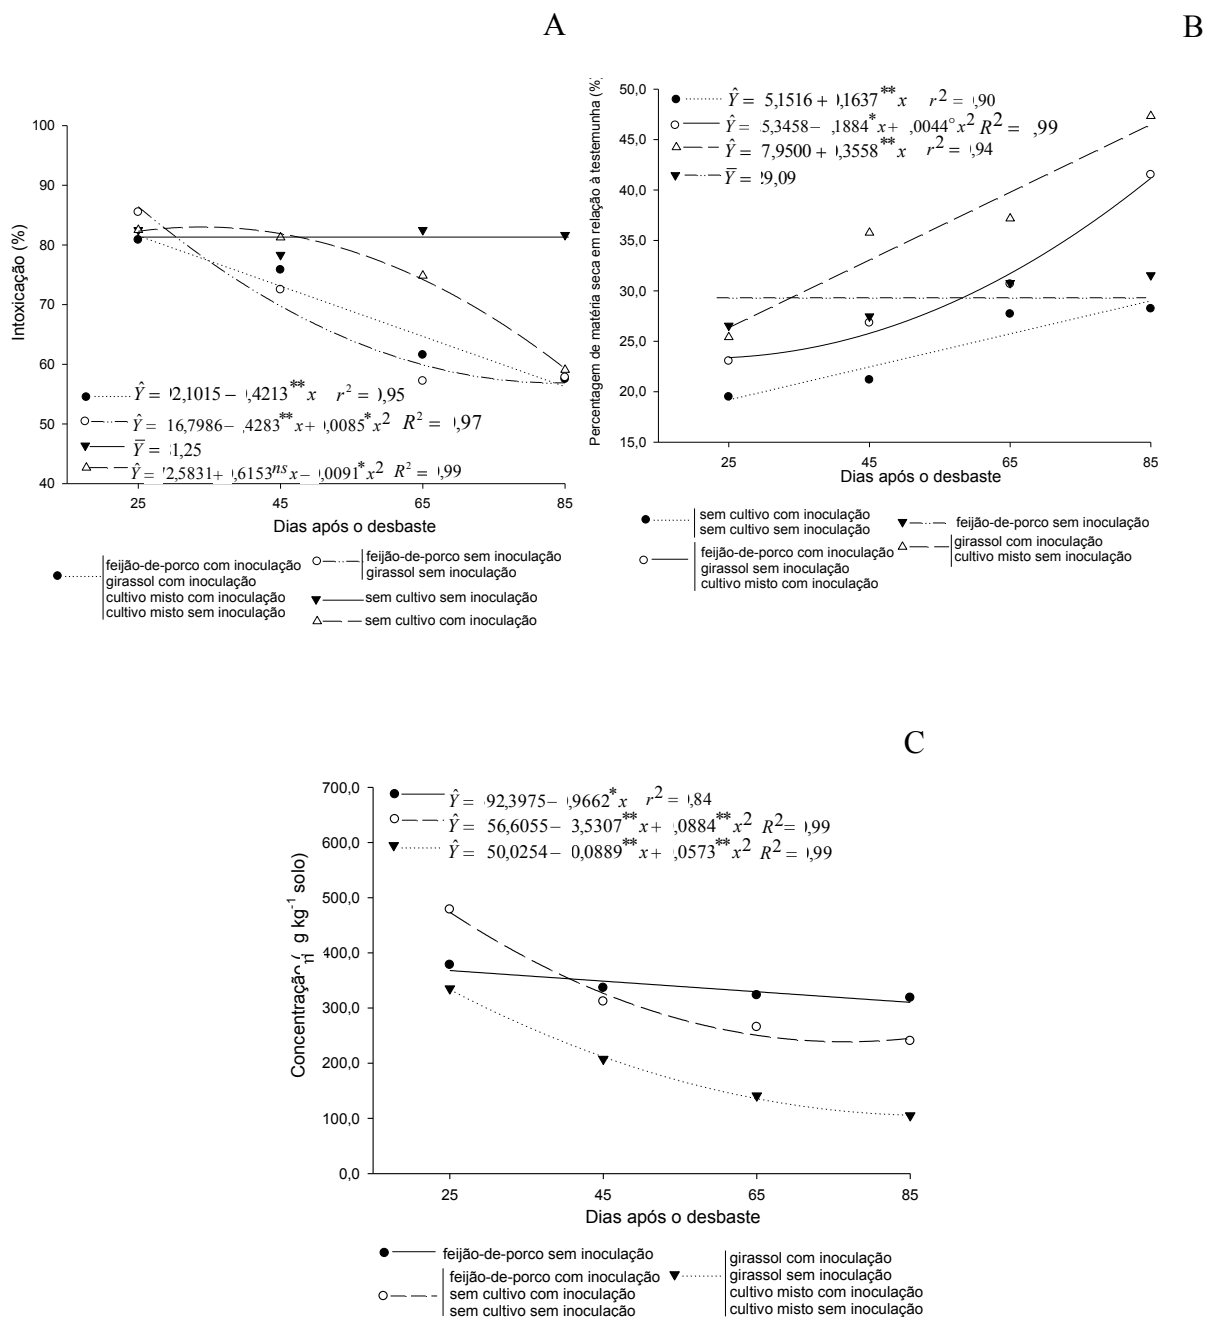 A
B
100
90
80
70
60
50
40
Intoxicação (%)
Ŷ = 92,1015 – ,4213** x r² = ,95
Ŷ = 16,7986 – ,4283** x + ,0085* x² R² = ,97
Y̅ = 1,25
Ŷ = 2,5831 + ,6153ns x – ,0091* x² R² = ,99
25 45 65 85
Dias após o desbaste
feijão-de-porco com inoculação
girassol com inoculação
cultivo misto com inoculação
cultivo misto sem inoculação
feijão-de-porco sem inoculação
girassol sem inoculação
sem cultivo sem inoculação
sem cultivo com inoculação
50,0
45,0
40,0
35,0
30,0
25,0
20,0
15,0
Percentagem de matéria seca em relação à testemunha (%)
Ŷ = 5,1516 + ,1637** x r² = ,90
Ŷ = 5,3458 – ,1884* x + ,0044° x² R² = ,99
Ŷ = 7,9500 + ,3558** x r² = ,94
Y̅ = 29,09
25 45 65 85
Dias após o desbaste
sem cultivo com inoculação
sem cultivo sem inoculação
feijão-de-porco com inoculação
girassol sem inoculação
cultivo misto com inoculação
feijão-de-porco sem inoculação
girassol com inoculação
cultivo misto sem inoculação
C
700,0
600,0
500,0
400,0
300,0
200,0
100,0
0,0
Concentração ( g kg⁻¹ solo)
Ŷ = 92,3975 – ,9662* x r² = ,84
Ŷ = 56,6055 – 3,5307** x + ,0884** x² R² = ,99
Ŷ = 50,0254 – 0,0889** x + ,0573** x² R² = ,99
25 45 65 85
Dias após o desbaste
feijão-de-porco sem inoculação
feijão-de-porco com inoculação
sem cultivo com inoculação
sem cultivo sem inoculação
girassol com inoculação
girassol sem inoculação
cultivo misto com inoculação
cultivo misto sem inoculação